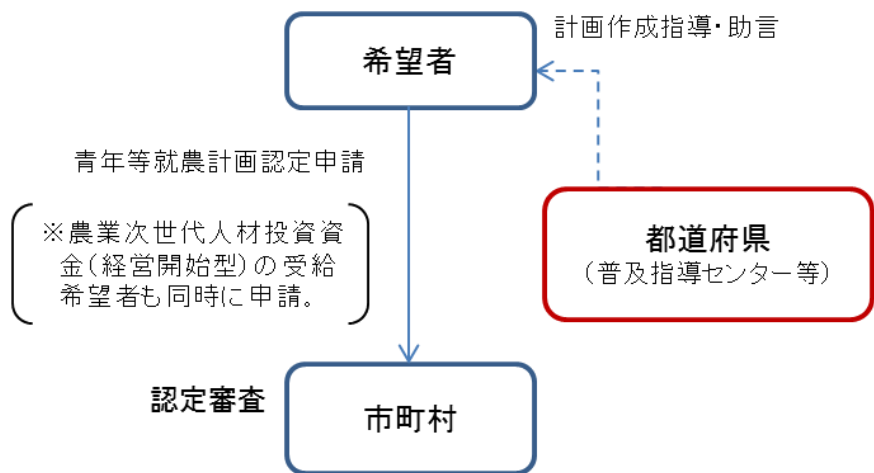 計画作成指導・助言
希望者
青年等就農計画認定申請
※農業次世代人材投資資
金(経営開始型)の受給
希望者も同時に申請。
都道府県
(普及指導センター等)
認定審査
市町村